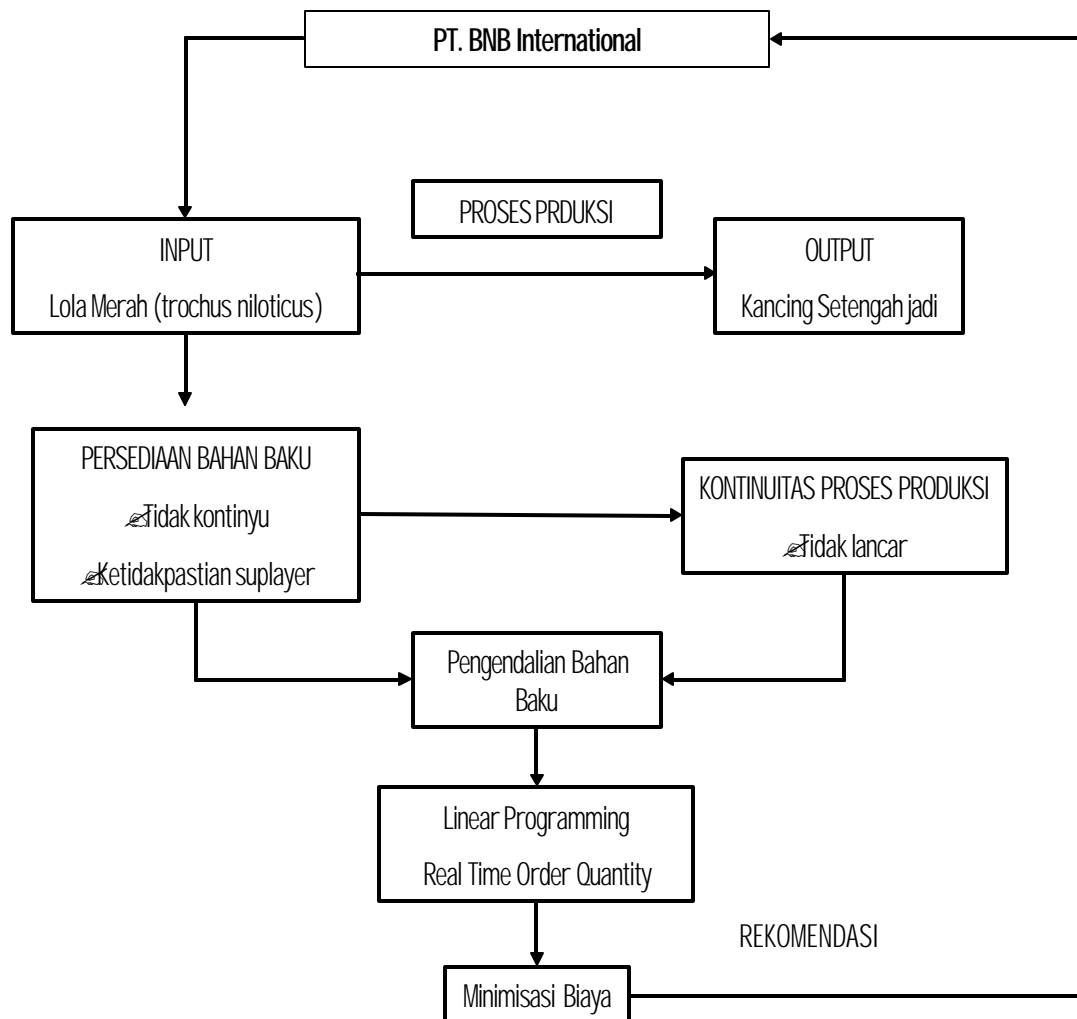 PT. BNB International
PROSES PRDUKSI
INPUT
Lola Merah (trochus niloticus)
OUTPUT
Kancing Setengah jadi
PERSEDIAAN BAHAN BAKU
Tidak kontinyu
Ketidakpastian suplayer
KONTINUITAS PROSES PRODUKSI
Tidak lancar
Pengendalian Bahan
Baku
Linear Programming
Real Time Order Quantity
REKOMENDASI
Minimisasi Biaya